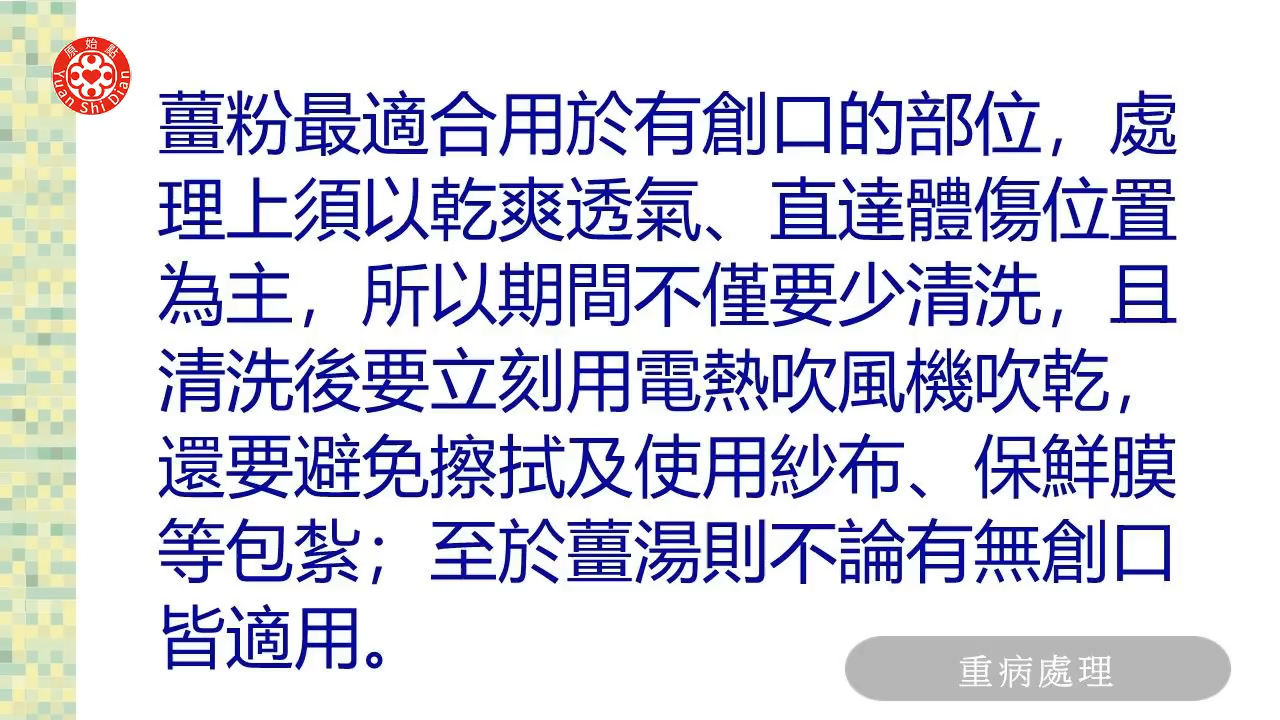 原始點
Yuan Shi Dian
薑粉最適合用於有創口的部位，處
理上須以乾爽透氣、直達體傷位置
為主，所以期間不僅要少清洗，且
清洗後要立刻用電熱吹風機吹乾，
還要避免擦拭及使用紗布、保鮮膜
等包紮；至於薑湯則不論有無創口
皆適用。
重病處理